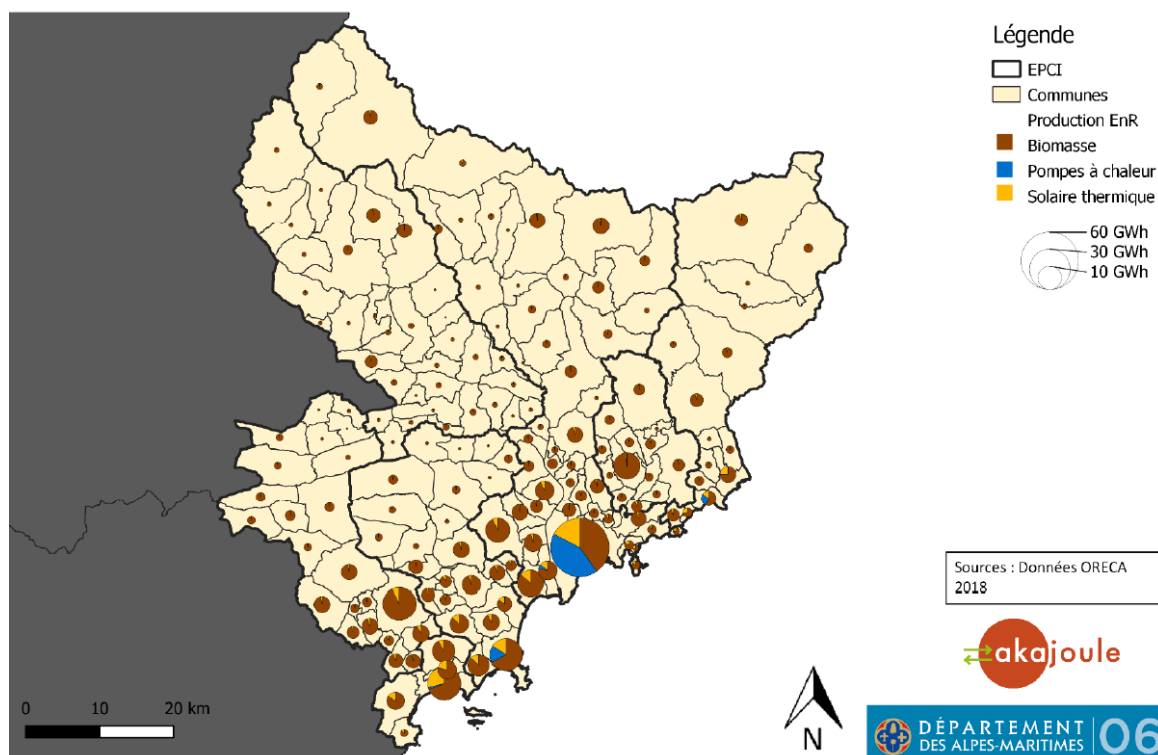 Légende
EPCI
Communes
Production EnR
Biomasse
Pompes à chaleur
Solaire thermique
60 GWh
30 GWh
10 GWh
Sources : Données ORECA
2018
akajoule
0 10 20 km
N
DÉPARTEMENT
DES ALPES-MARITIMES
06